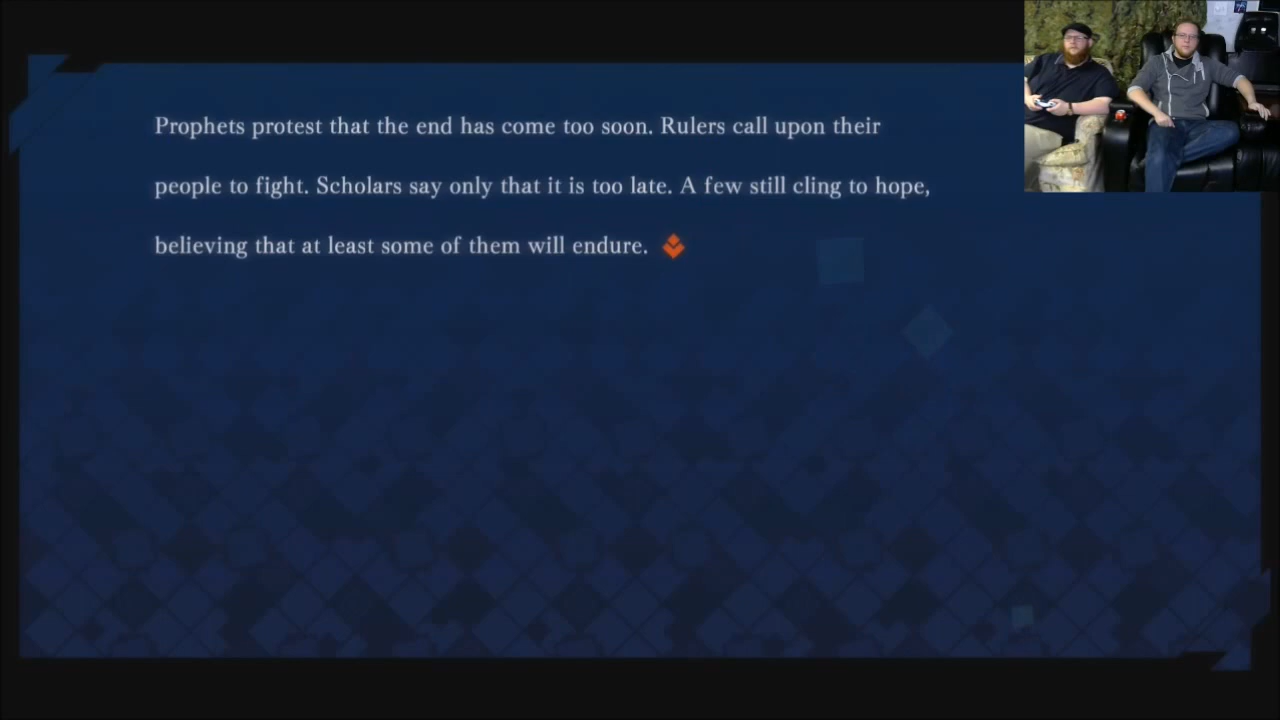 Prophets protest that the end has come too soon. Rulers call upon their
people to fight. Scholars say only that it is too late. A few still cling to hope,
believing that at least some of them will endure.